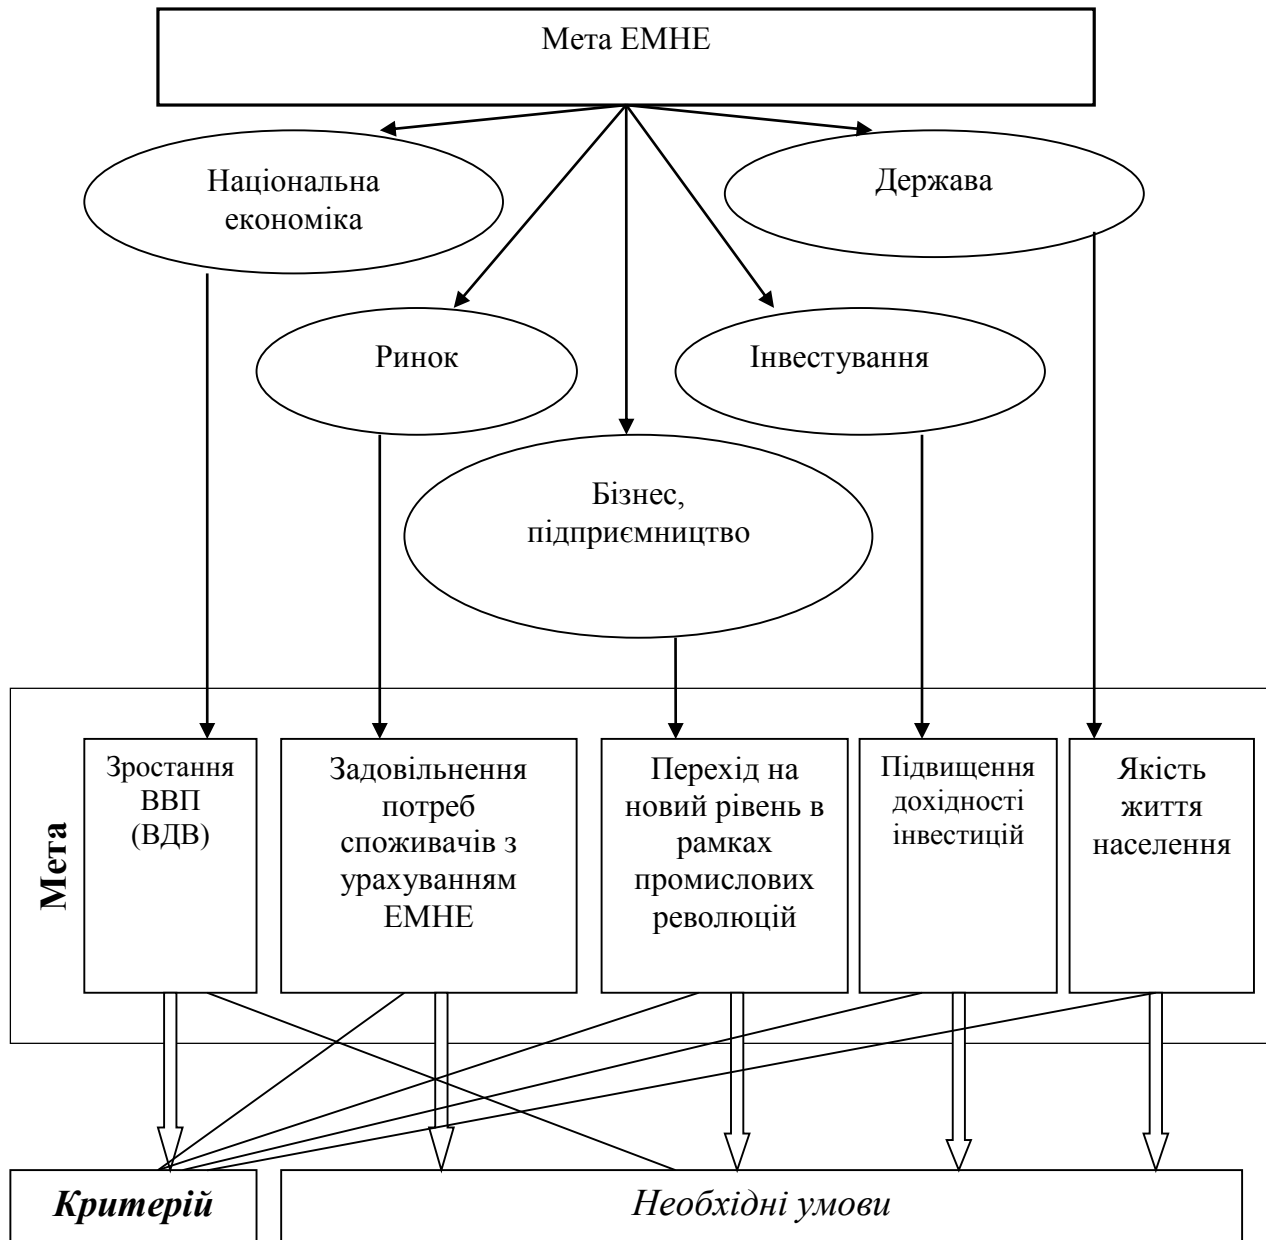 Мета ЕМНЕ
Національна
економіка
Держава
Ринок
Інвестування
Бізнес,
підприємництво
Мета
Зростання
ВВП
(ВДВ)
Задовільнення
потреб
споживачів з
урахуванням
ЕМНЕ
Перехід на
новий рівень в
рамках
промислових
революцій
Підвищення
дохідності
інвестицій
Якість
життя
населення
Критерій
Необхідні умови